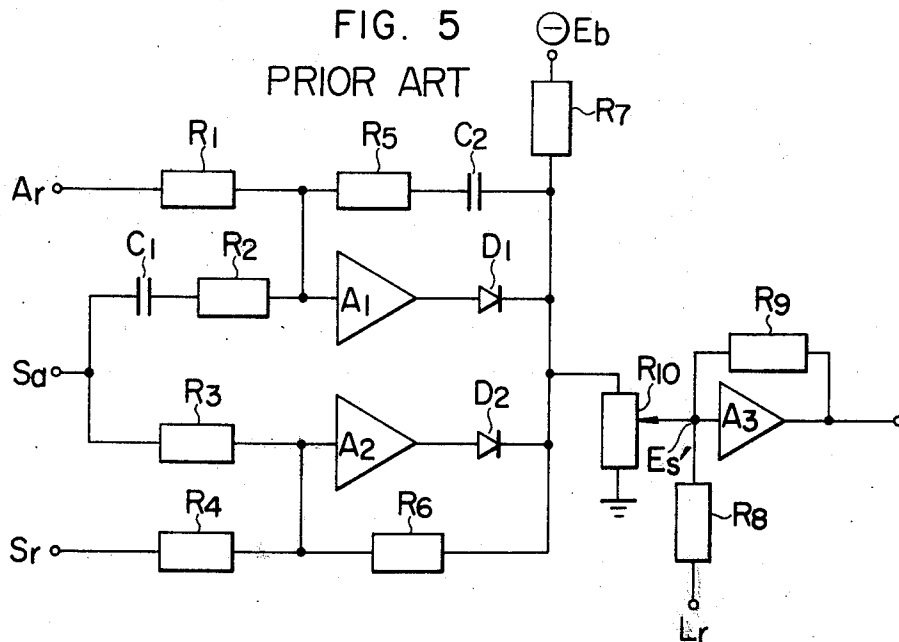 FIG. 5
PRIOR ART
⊖Eb
R7
R1
R5
C2
Ar
C1
R2
D1
A1
R9
Sa
R10
R3
D2
A3
A2
Es'
R4
R6
R8
Sr
Lr